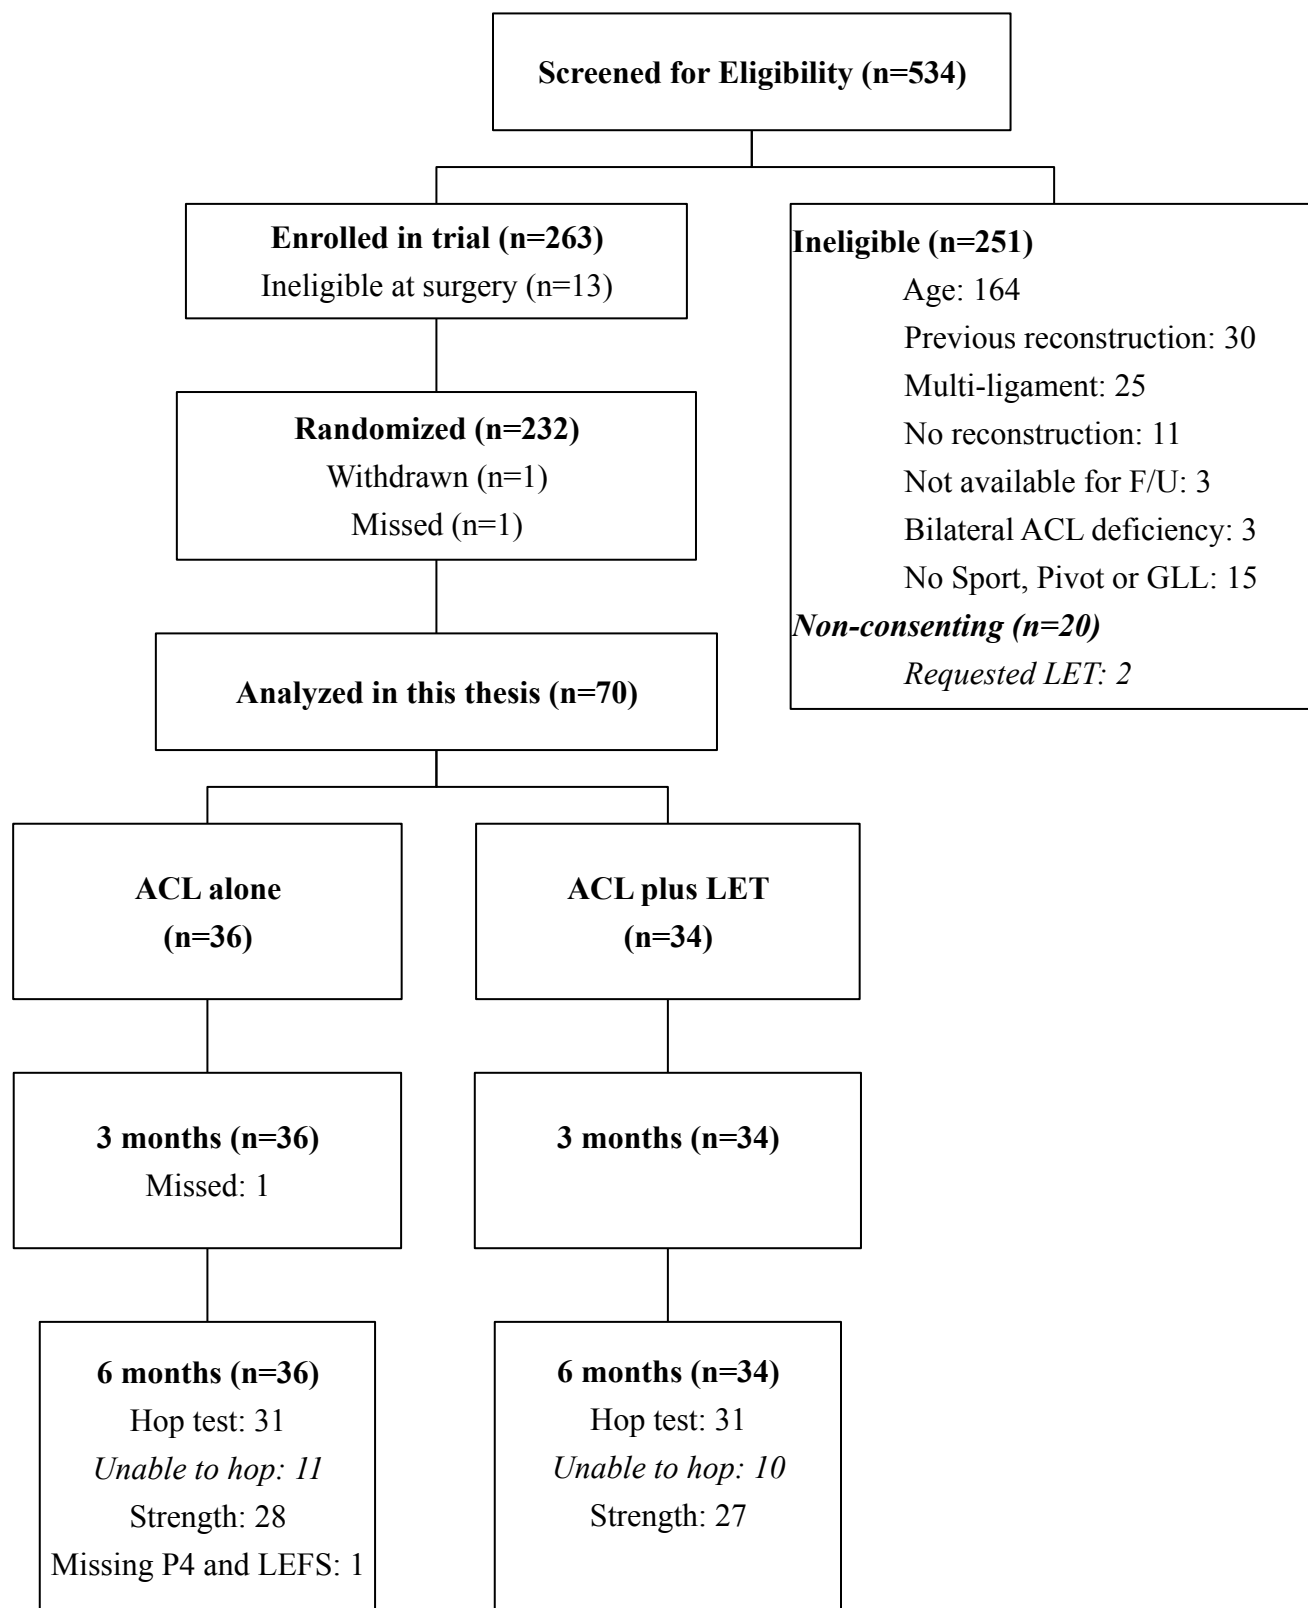 Screened for Eligibility (n=534)
Enrolled in trial (n=263)
Ineligible at surgery (n=13)
Ineligible (n=251)
Age: 164
Previous reconstruction: 30
Multi-ligament: 25
No reconstruction: 11
Not available for F/U: 3
Bilateral ACL deficiency: 3
No Sport, Pivot or GLL: 15
Non-consenting (n=20)
Requested LET: 2
Randomized (n=232)
Withdrawn (n=1)
Missed (n=1)
Analyzed in this thesis (n=70)
ACL alone
(n=36)
ACL plus LET
(n=34)
3 months (n=36)
Missed: 1
3 months (n=34)
6 months (n=36)
Hop test: 31
Unable to hop: 11
Strength: 28
Missing P4 and LEFS: 1
6 months (n=34)
Hop test: 31
Unable to hop: 10
Strength: 27